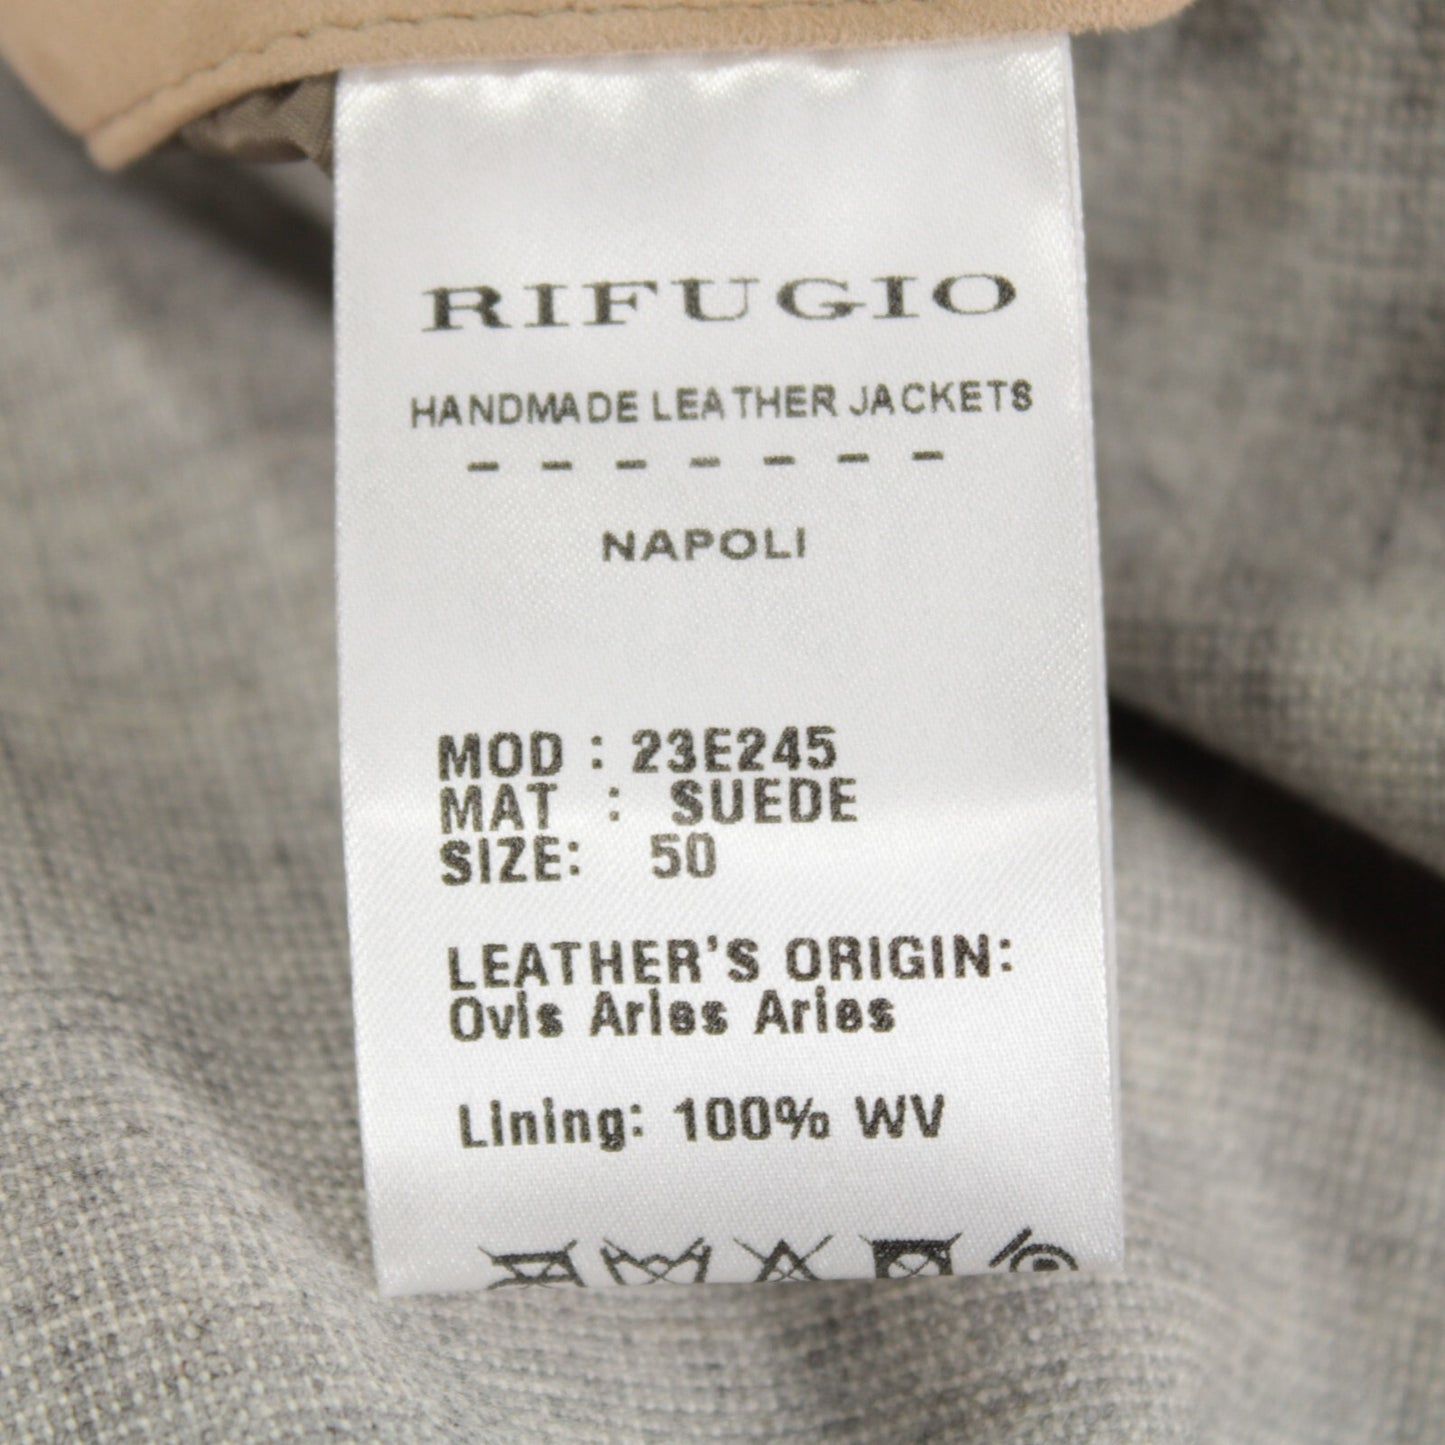 RIFUGIO
HANDMADE LEATHER JACKETS
- - - - - - -
NAPOLI
MOD : 23E245
MAT : SUEDE
SIZE: 50
LEATHER'S ORIGIN:
Ovis Aries Aries
Lining: 100% WV